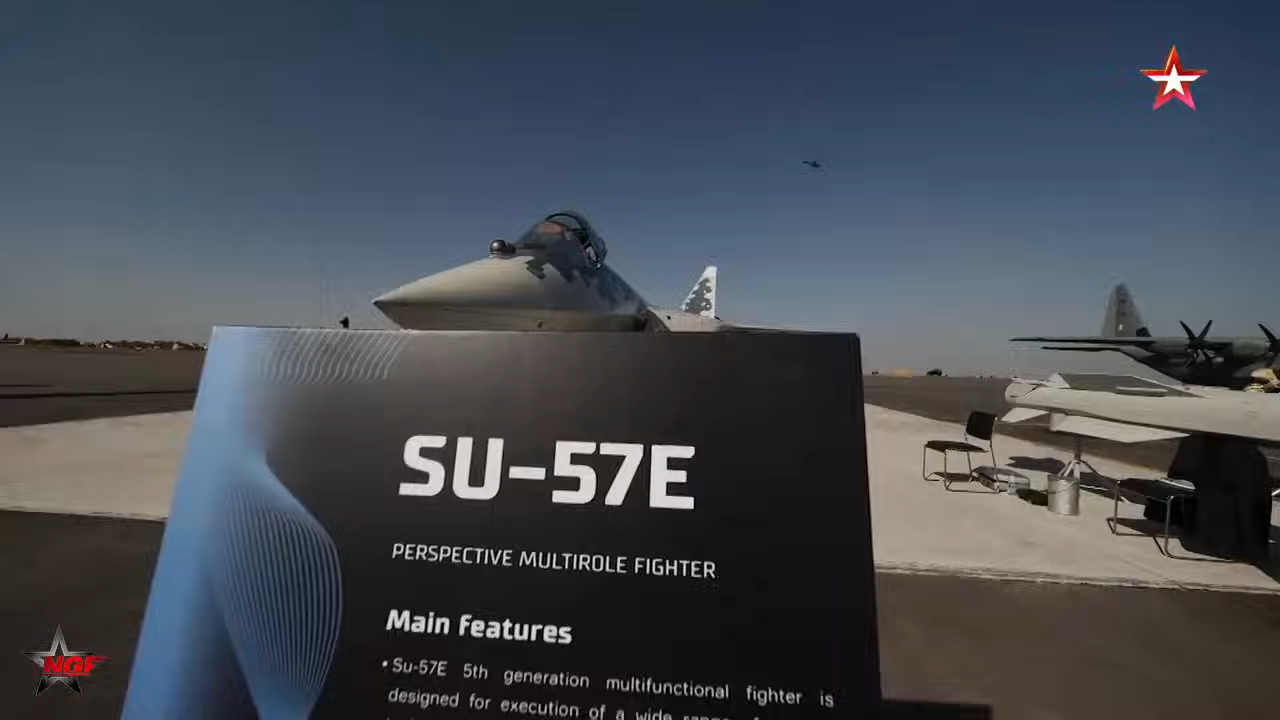 SU-57E
PERSPECTIVE MULTIROLE FIGHTER
Main features
• Su-57E 5th generation multifunctional fighter is
designed for execution of a wide range
NGF